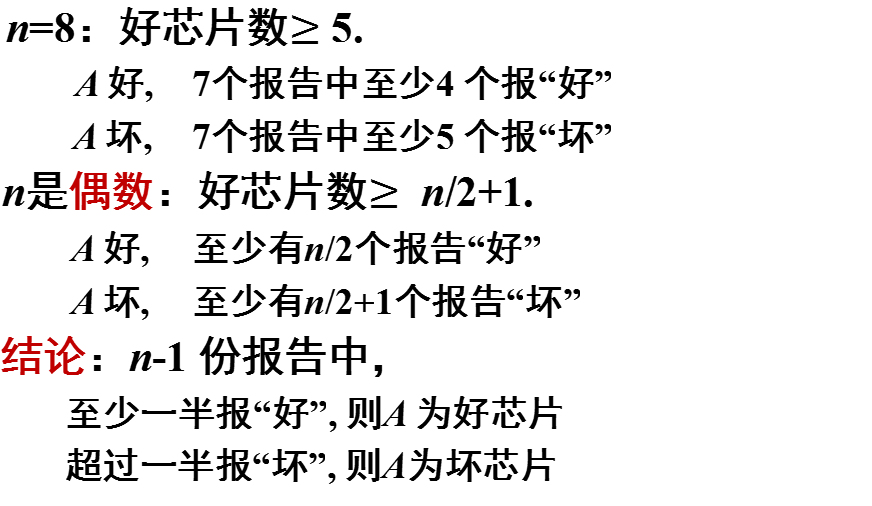 n=8：好芯片数≥ 5.
A 好, 7个报告中至少4 个报“好”
A 坏, 7个报告中至少5 个报“坏”
n是偶数：好芯片数≥ n/2+1.
A 好, 至少有n/2个报告“好”
A 坏, 至少有n/2+1个报告“坏”
结论：n-1 份报告中，
至少一半报“好”, 则A 为好芯片
超过一半报“坏”, 则A为坏芯片